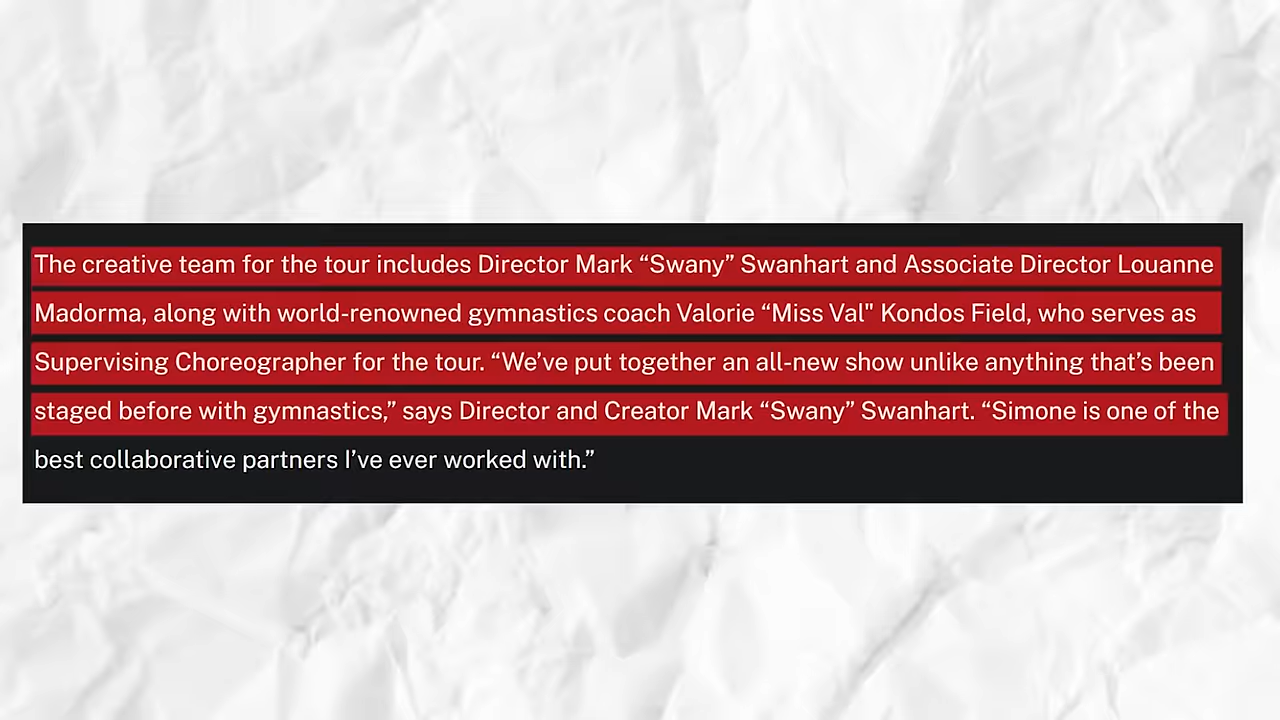 The creative team for the tour includes Director Mark “Swany” Swanhart and Associate Director Louanne
Madorma, along with world-renowned gymnastics coach Valorie “Miss Val" Kondos Field, who serves as
Supervising Choreographer for the tour. “We’ve put together an all-new show unlike anything that’s been
staged before with gymnastics,” says Director and Creator Mark “Swany” Swanhart. “Simone is one of the
best collaborative partners I’ve ever worked with.”